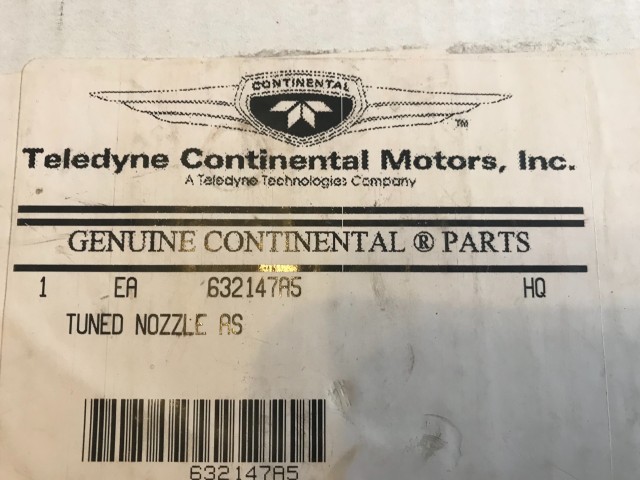 CONTINENTAL
TM
Teledyne Continental Motors, Inc.
A Teledyne Technologies Company
GENUINE CONTINENTAL ® PARTS
1 EA 632147A5 HQ
TUNED NOZZLE AS
632147A5